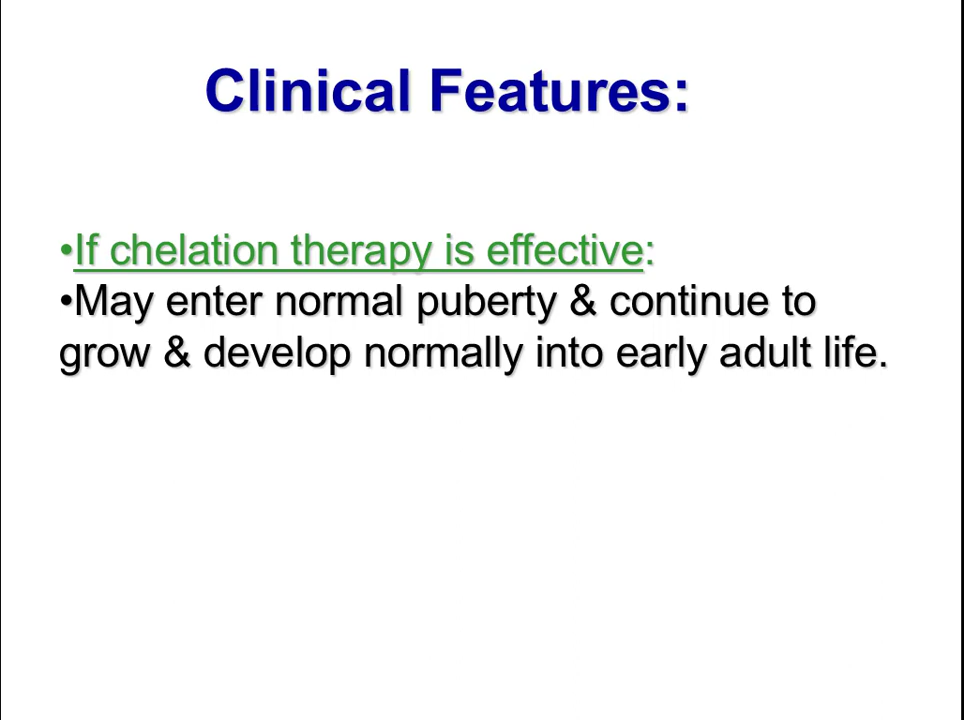 Clinical Features:
•If chelation therapy is effective:
•May enter normal puberty & continue to
grow & develop normally into early adult life.